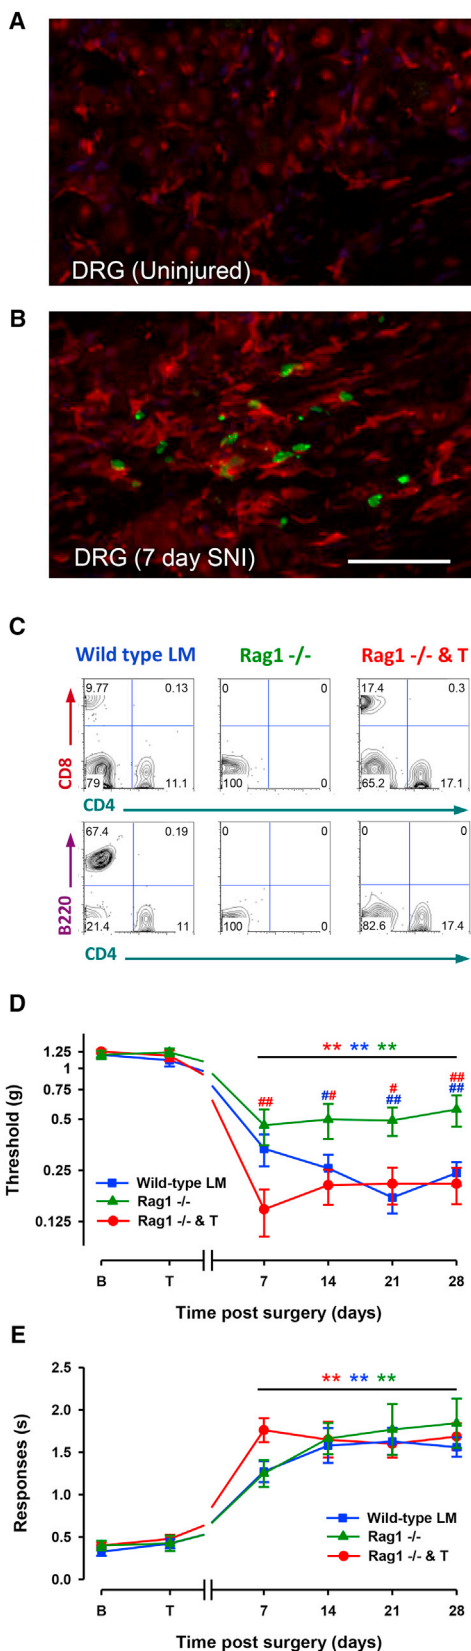 A
DRG (Uninjured)
B
DRG (7 day SNI)
C
Wild type LM Rag1 -/- Rag1 -/- & T
9.77 0.13 0 0 17.4 0.3
CD8
79 11.1 100 0 65.2 17.1
CD4
67.4 0.19 0 0 0 0
B220
21.4 11 100 0 82.6 17.4
CD4
D
** ** **
1.25
1
0.75
0.5
0.25
0.125
Threshold (g)
## ## # ##
## ##
Wild-type LM
Rag1 -/-
Rag1 -/- & T
B T 7 14 21 28
Time post surgery (days)
E
** ** **
2.5
2.0
1.5
1.0
0.5
0.0
Responses (s)
Wild-type LM
Rag1 -/-
Rag1 -/- & T
B T 7 14 21 28
Time post surgery (days)